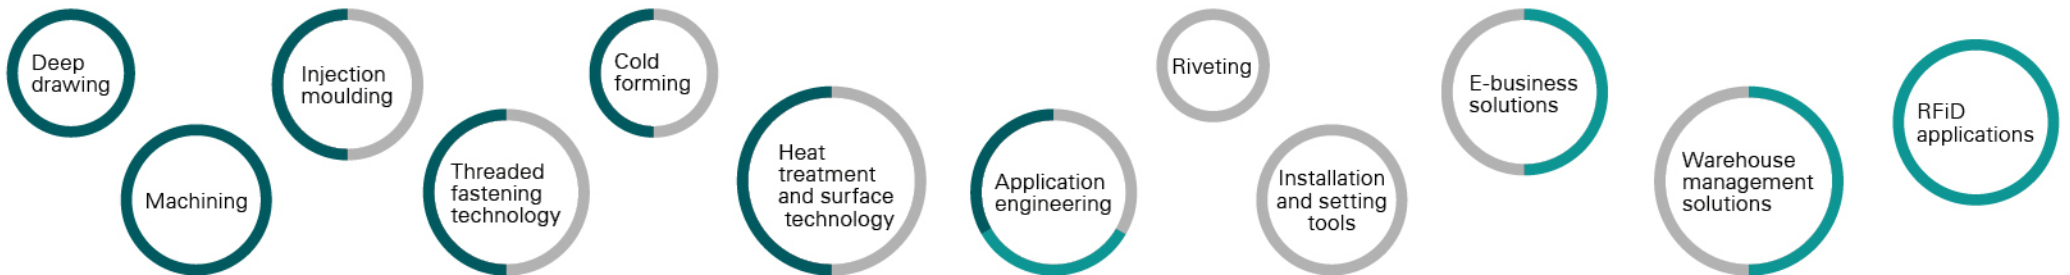 Deep
drawing
Machining
Injection
moulding
Threaded
fastening
technology
Cold
forming
Heat
treatment
and surface
technology
Application
engineering
Riveting
Installation
and setting
tools
E-business
solutions
Warehouse
management
solutions
RFiD
applications